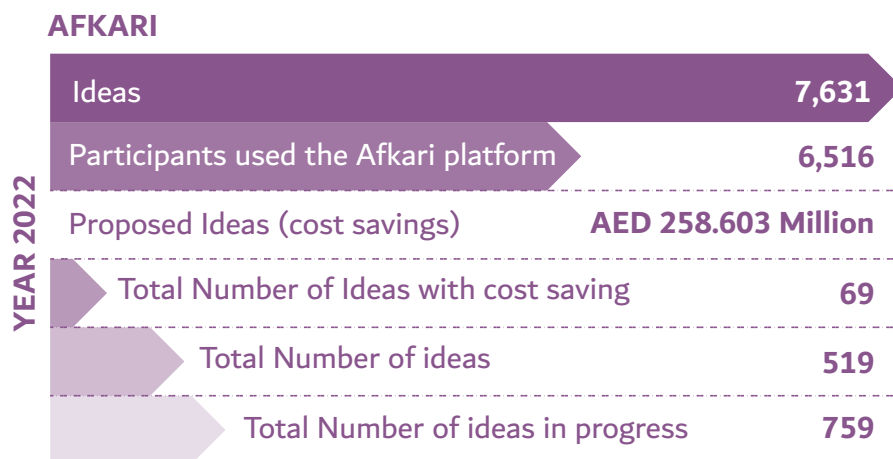 AFKARI
YEAR 2022
Ideas 7,631
Participants used the Afkari platform 6,516
Proposed Ideas (cost savings) AED 258.603 Million
Total Number of Ideas with cost saving 69
Total Number of ideas 519
Total Number of ideas in progress 759